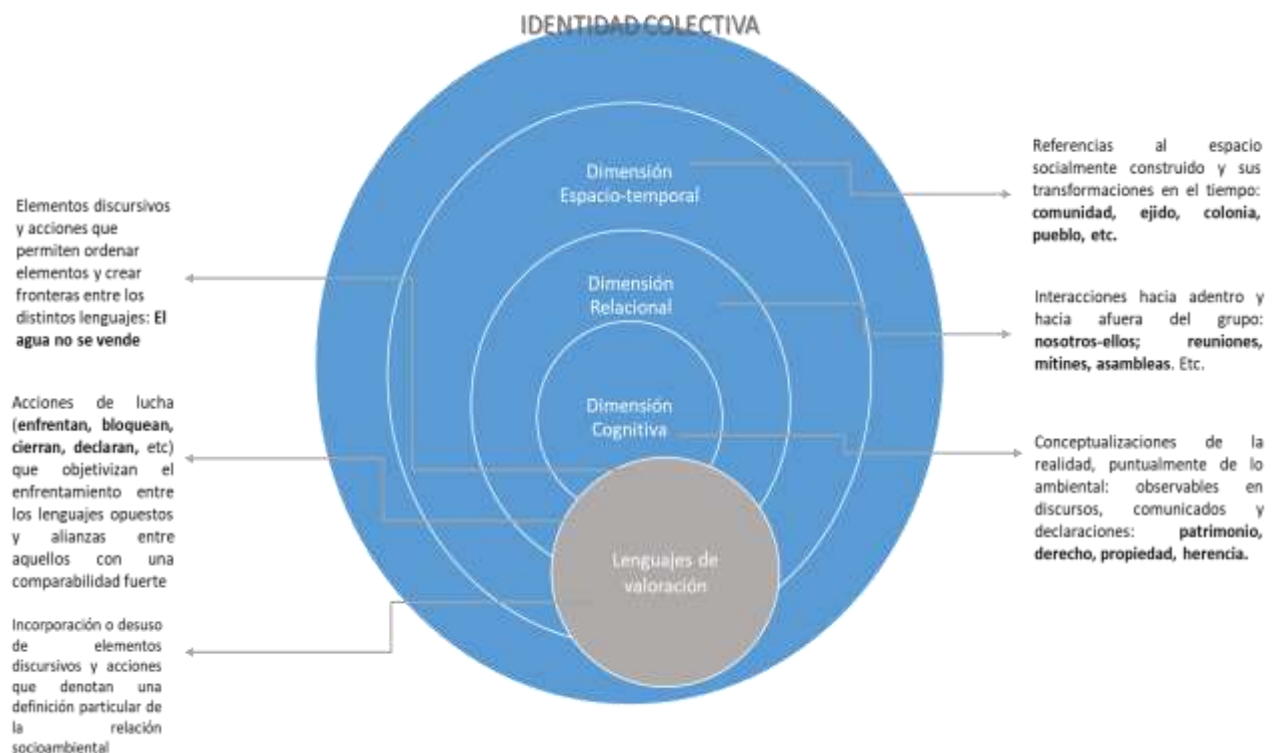 IDENTIDAD COLECTIVA
Dimensión
Espacio-temporal
Dimensión
Relacional
Dimensión
Cognitiva
Lenguajes de
valoración
Elementos discursivos
y acciones que
permiten ordenar
elementos y crear
fronteras entre los
distintos lenguajes: El
agua no se vende
Acciones de lucha
(enfrentan, bloquean,
cierran, declaran, etc)
que objetivizan el
enfrentamiento entre
los lenguajes opuestos
y alianzas entre
aquellos con una
comparabilidad fuerte
Incorporación o desuso
de elementos
discursivos y acciones
que denotan una
definición particular de
la relación
socioambiental
Referencias al espacio
socialmente construido y sus
transformaciones en el tiempo:
comunidad, ejido, colonia,
pueblo, etc.
Interacciones hacia adentro y
hacia afuera del grupo:
nosotros-ellos; reuniones,
mítines, asambleas. Etc.
Conceptualizaciones de la
realidad, puntualmente de lo
ambiental: observables en
discursos, comunicados y
declaraciones: patrimonio,
derecho, propiedad, herencia.